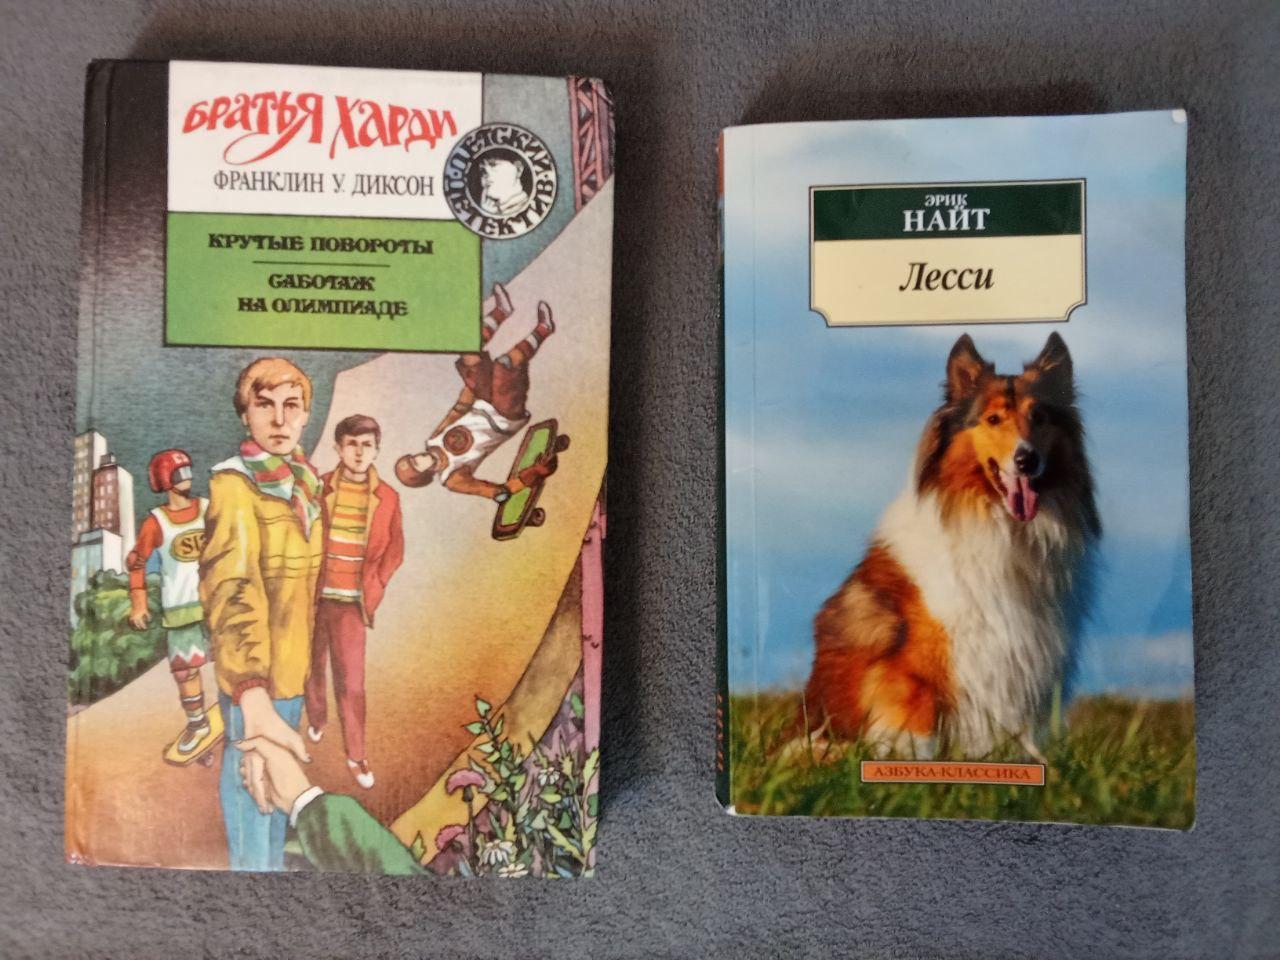 БРАТЬЯ ХАРДИ
ФРАНКЛИН У. ДИКСОН
ДЕТСКИЙ ДЕТЕКТИВ
КРУТЫЕ ПОВОРОТЫ
САБОТАЖ
НА ОЛИМПИАДЕ
ЭРИК
НАЙТ
Лесси
АЗБУКА-КЛАССИКА